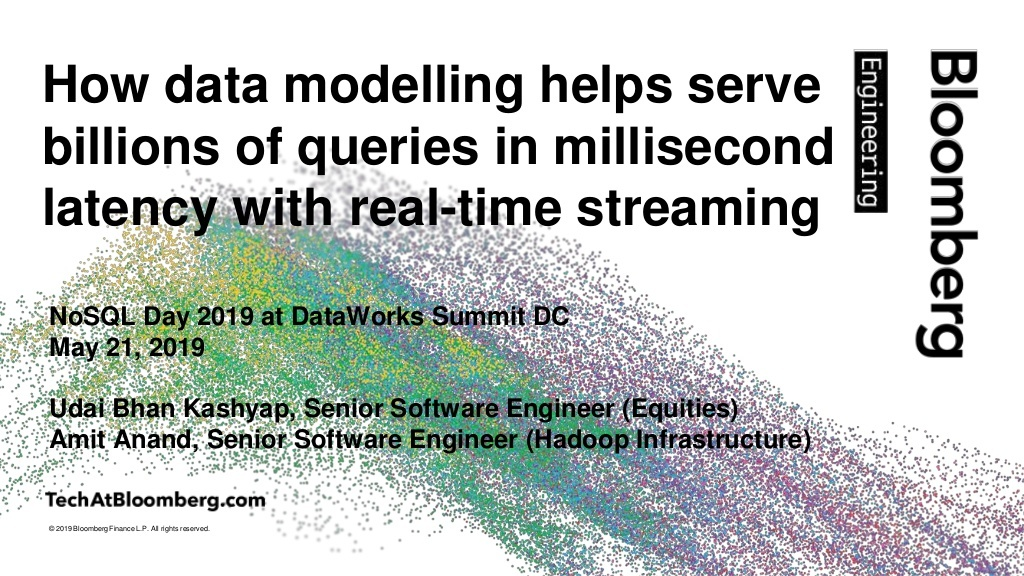 How data modelling helps serve
billions of queries in millisecond
latency with real-time streaming
Engineering
Bloomberg
NoSQL Day 2019 at DataWorks Summit DC
May 21, 2019
Udai Bhan Kashyap, Senior Software Engineer (Equities)
Amit Anand, Senior Software Engineer (Hadoop Infrastructure)
TechAtBloomberg.com
© 2019 Bloomberg Finance L.P. All rights reserved.